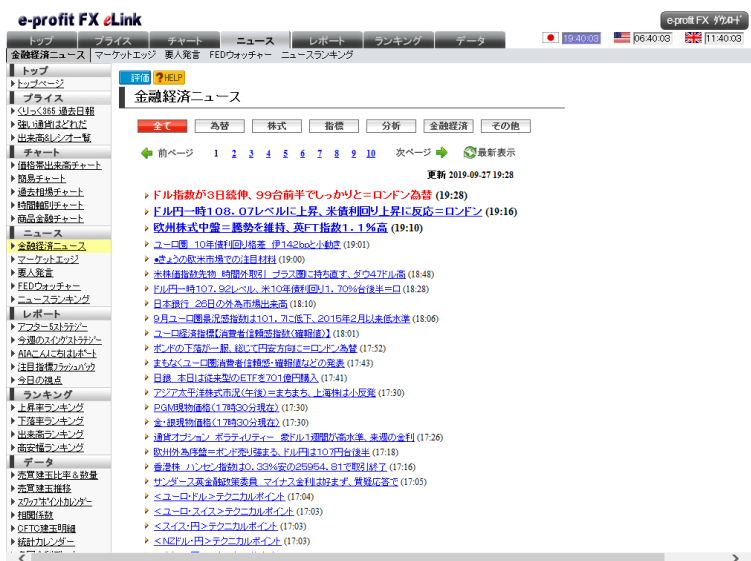 e-profit FX eLink
e-profit FX ダウンロード
トップ プライス チャート ニュース レポート ランキング データ
19:40:03 06:40:03 11:40:03
金融経済ニュース マーケットエッジ 要人発言 FEDウォッチャー ニュースランキング
トップ
トップページ
プライス
くりっく365 過去日報
強い通貨はどれだ
出来高&レシオ一覧
チャート
価格帯出来高チャート
簡易チャート
過去相場チャート
時間軸別チャート
商品金融チャート
ニュース
金融経済ニュース
マーケットエッジ
要人発言
FEDウォッチャー
ニュースランキング
レポート
アフター5ストラテジー
今週のスイングストラテジー
AIAこんにちはレポート
注目指標フラッシュバック
今日の視点
ランキング
上昇率ランキング
下落率ランキング
出来高ランキング
高安幅ランキング
データ
売買建玉比率&数量
売買建玉推移
スワップポイントカレンダー
相関係数
CFTC建玉明細
統計カレンダー
評価 ?HELP
金融経済ニュース
全て 為替 株式 指標 分析 金融経済 その他
前ページ 1 2 3 4 5 6 7 8 9 10 次ページ 最新表示
更新 2019-09-27 19:28
ドル指数が3日続伸、99台前半でしっかりと=ロンドン為替 (19:28)
ドル円一時108.07レベルに上昇、米債利回り上昇に反応=ロンドン (19:16)
欧州株式中盤=騰勢を維持、英FT指数1.1%高 (19:10)
ユーロ圏 10年債利回り格差 伊142bpと小動き (19:01)
●きょうの欧米市場での注目材料 (19:00)
米株価指数先物 時間外取引 プラス圏に持ち直す、ダウ47ドル高 (18:48)
ドル円一時107.92レベル、米10年債利回り1.70%台後半=ロ (18:28)
日本銀行 26日の外為市場出来高 (18:10)
9月ユーロ圏景況感指数は101.7に低下、2015年2月以来低水準 (18:06)
ユーロ経済指標【消費者信頼感指数(確報値)】 (18:01)
ポンドの下落が一服、総じて円安方向に=ロンドン為替 (17:52)
まもなくユーロ圏消費者信頼感・確報値などの発表 (17:43)
日銀 本日は従来型のETFを701億円購入 (17:41)
アジア太平洋株式市況(午後)=まちまち、上海株は小反発 (17:30)
PGM現物価格(17時30分現在) (17:30)
金・銀現物価格(17時30分現在) (17:30)
通貨オプション ボラティリティー 豪ドル1週間が高水準、来週の金利 (17:26)
欧州外為序盤=ポンド売り強まる、ドル円は107円台後半 (17:18)
香港株 ハンセン指数は0.33%安の25954.81で取引終了 (17:16)
サンダース英金融政策委員 マイナス金利は好まず、質疑応答で (17:05)
<ユーロ・ドル>テクニカルポイント (17:04)
<ユーロ・スイス>テクニカルポイント (17:03)
<スイス・円>テクニカルポイント (17:03)
<NZドル・円>テクニカルポイント (17:03)